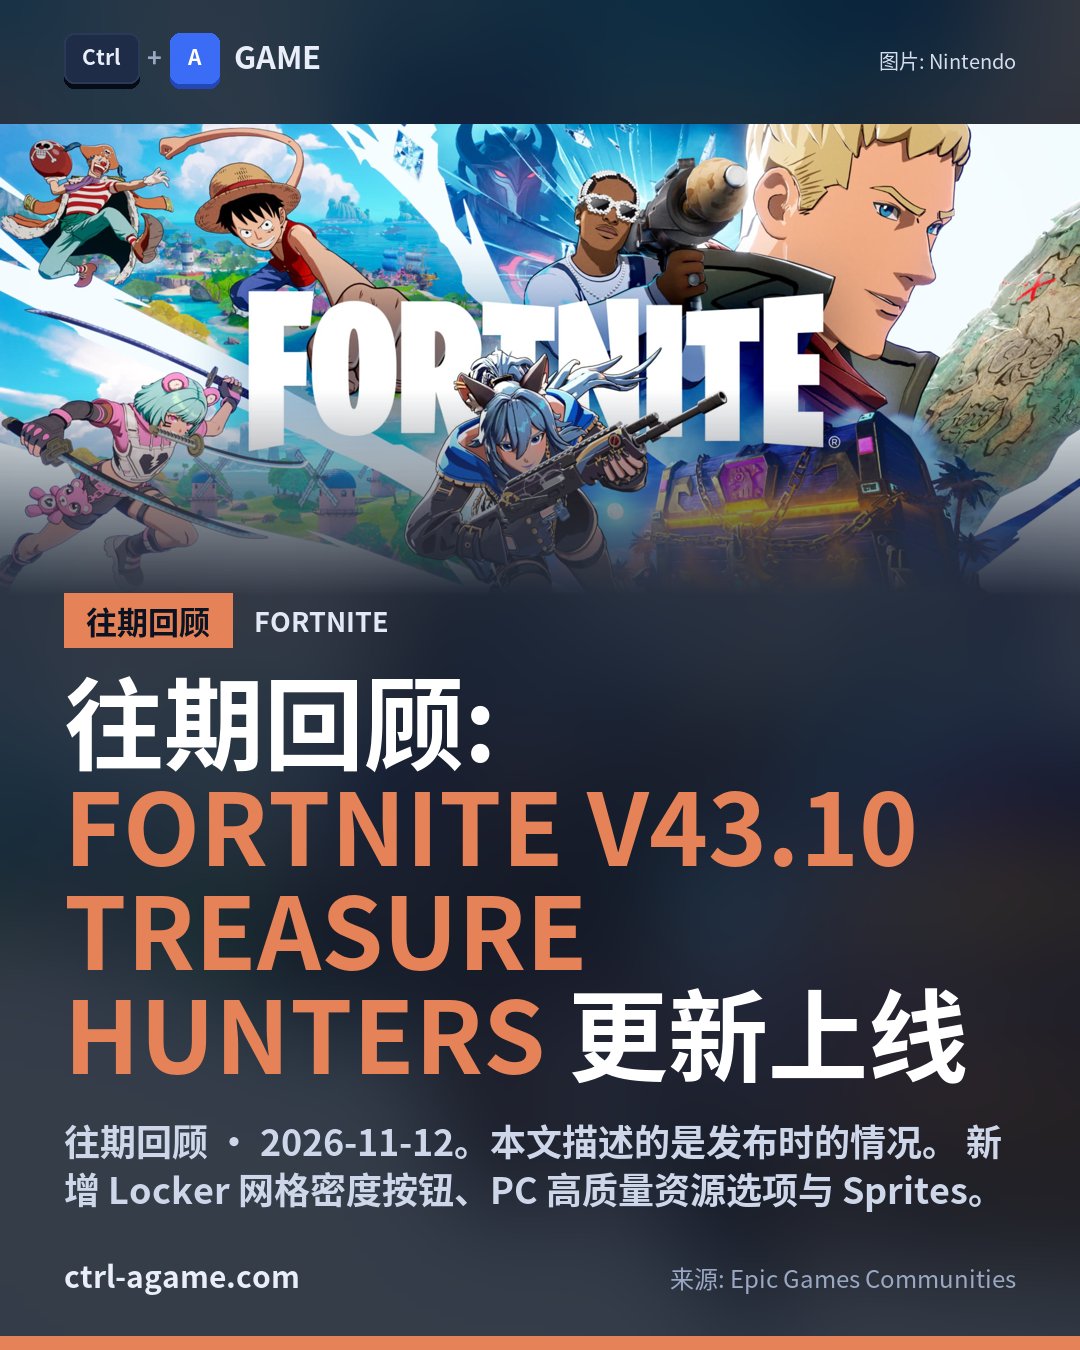 Ctrl + A GAME
图片: Nintendo
FORTNITE
®
往期回顾 FORTNITE
往期回顾:
FORTNITE V43.10
TREASURE
HUNTERS 更新上线
往期回顾 · 2026-11-12。本文描述的是发布时的情况。 新
增 Locker 网格密度按钮、PC 高质量资源选项与 Sprites。
ctrl-agame.com
来源: Epic Games Communities